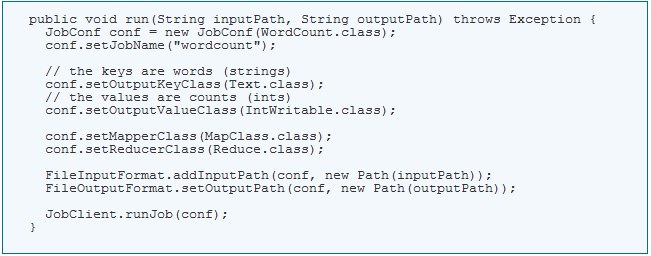 public void run(String inputPath, String outputPath) throws Exception {
  JobConf conf = new JobConf(WordCount.class);
  conf.setJobName("wordcount");

  // the keys are words (strings)
  conf.setOutputKeyClass(Text.class);
  // the values are counts (ints)
  conf.setOutputValueClass(IntWritable.class);

  conf.setMapperClass(MapClass.class);
  conf.setReducerClass(Reduce.class);

  FileInputFormat.addInputPath(conf, new Path(inputPath));
  FileOutputFormat.setOutputPath(conf, new Path(outputPath));

  JobClient.runJob(conf);
}